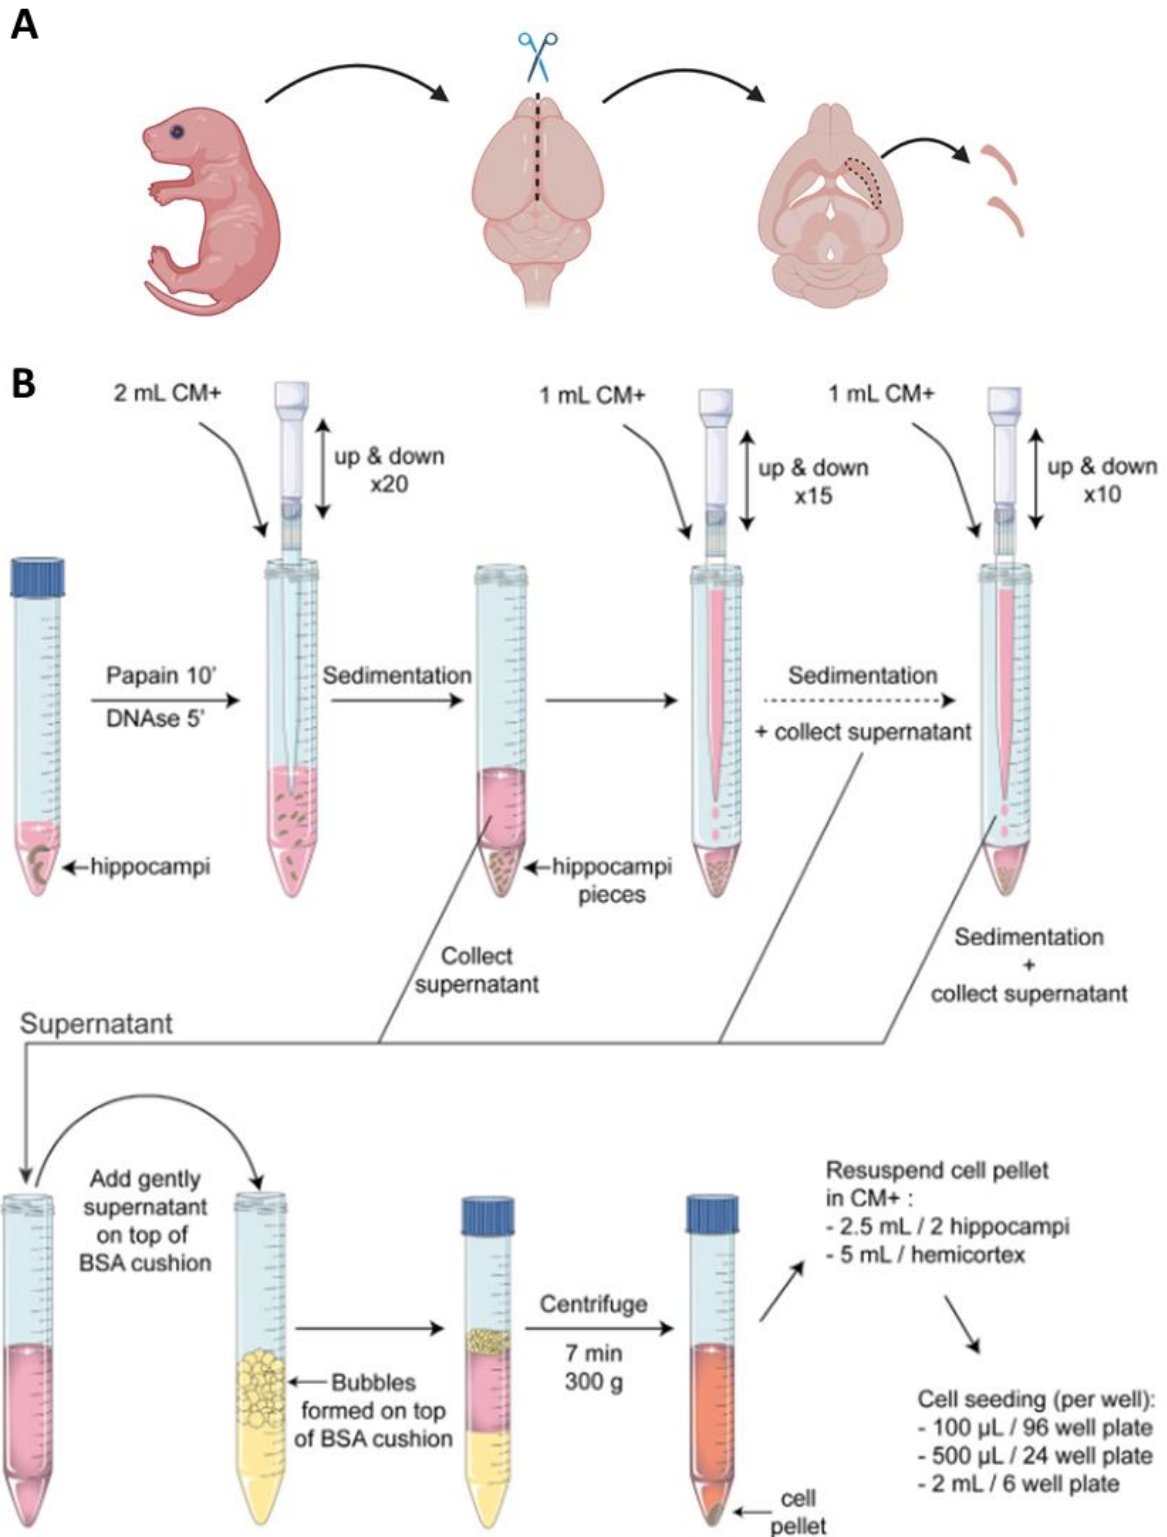 A
B
2 mL CM+
up & down
x20
1 mL CM+
up & down
x15
1 mL CM+
up & down
x10
Papain 10’
DNAse 5’
Sedimentation
Sedimentation
+ collect supernatant
hippocampi
hippocampi
pieces
Collect
supernatant
Sedimentation
+
collect supernatant
Supernatant
Add gently
supernatant
on top of
BSA cushion
Bubbles
formed on top
of BSA cushion
Centrifuge
7 min
300 g
cell
pellet
Resuspend cell pellet
in CM+ :
- 2.5 mL / 2 hippocampi
- 5 mL / hemicortex
Cell seeding (per well):
- 100 µL / 96 well plate
- 500 µL / 24 well plate
- 2 mL / 6 well plate